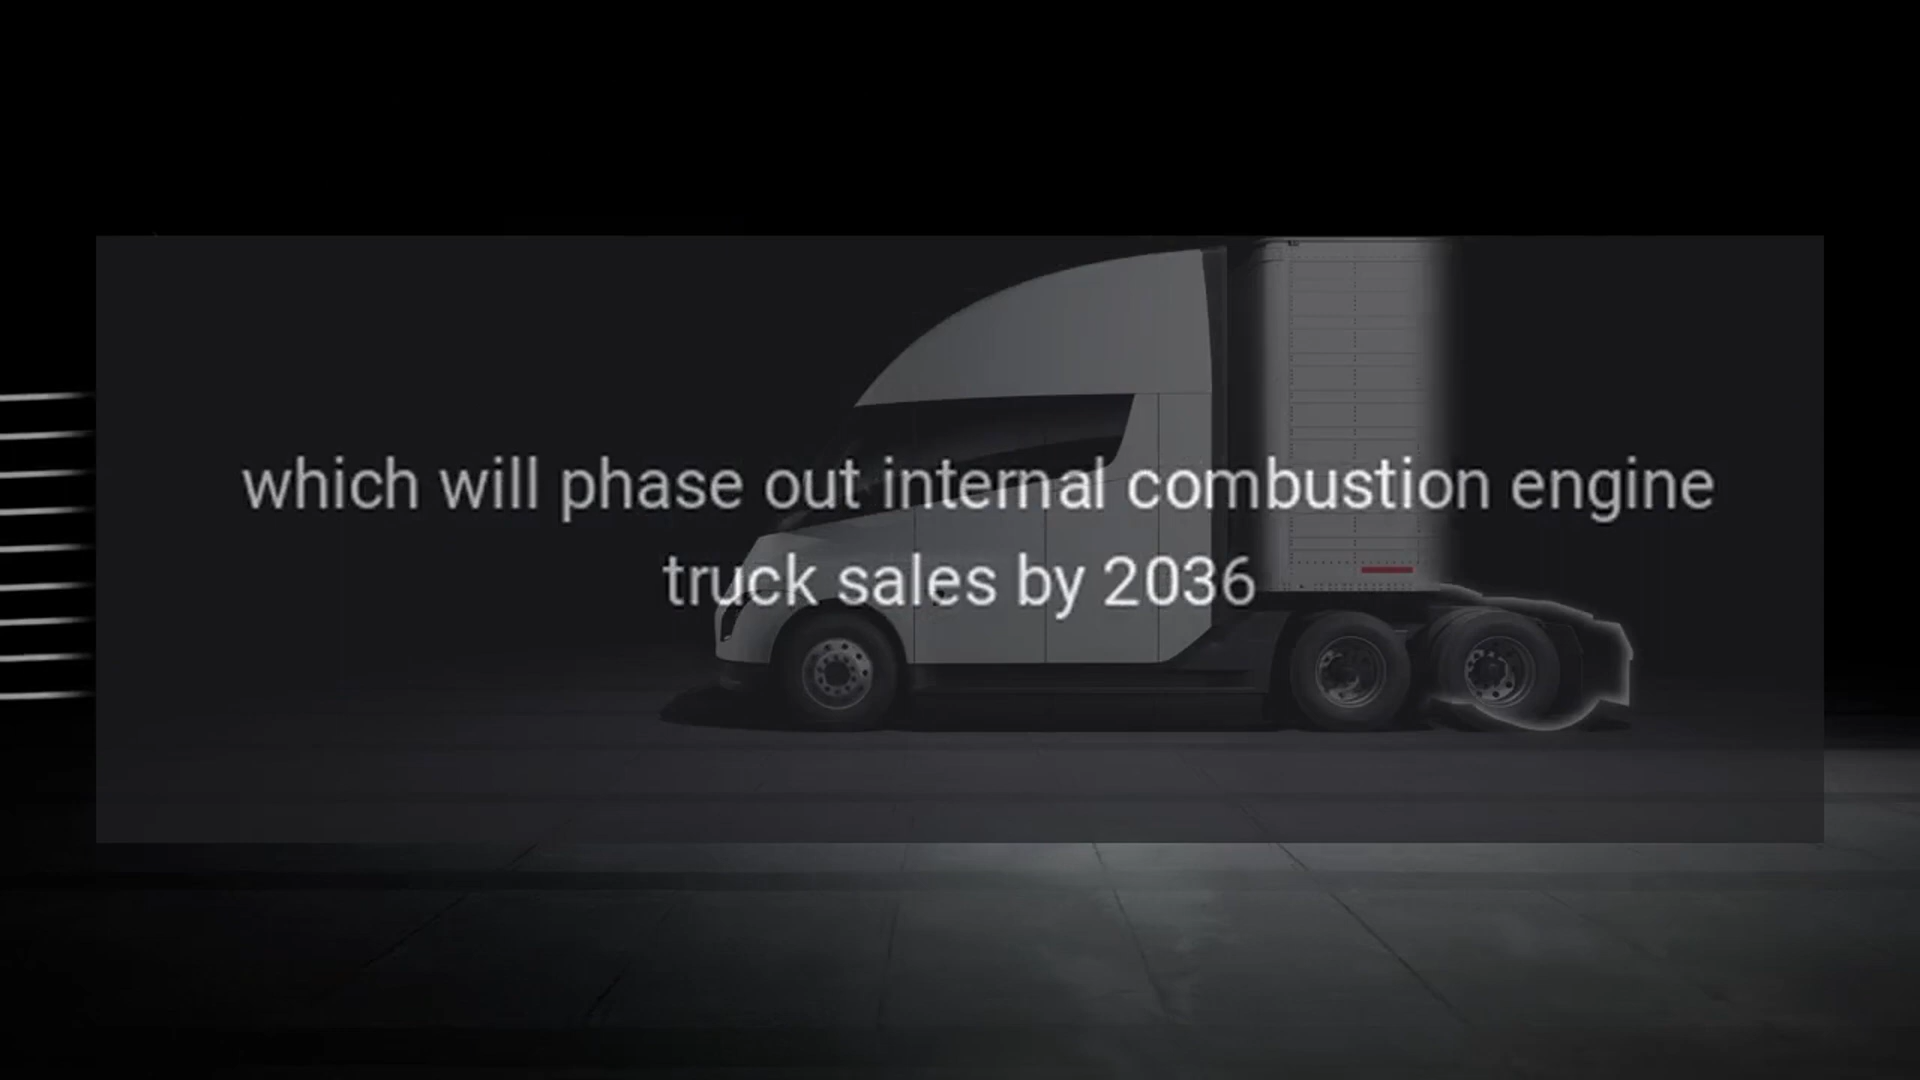 which will phase out internal combustion engine
truck sales by 2036